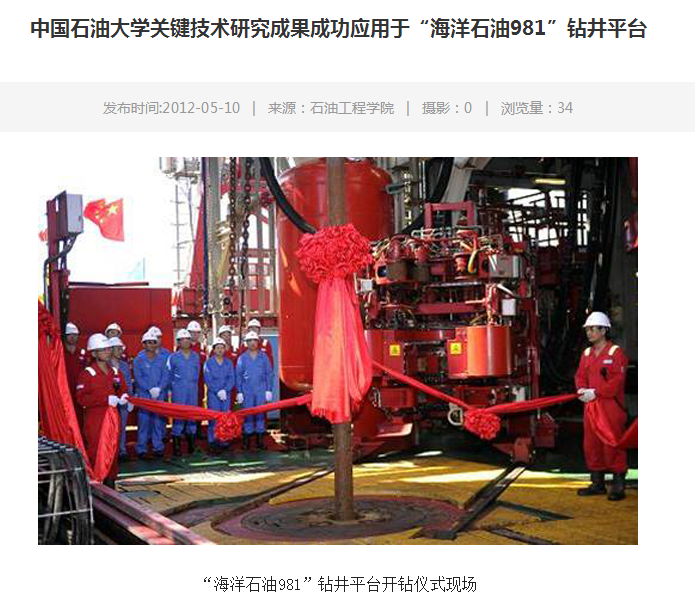 中国石油大学关键技术研究成果成功应用于“海洋石油981”钻井平台
发布时间:2012-05-10 | 来源：石油工程学院 | 摄影：0 | 浏览量：34
“海洋石油981”钻井平台开钻仪式现场